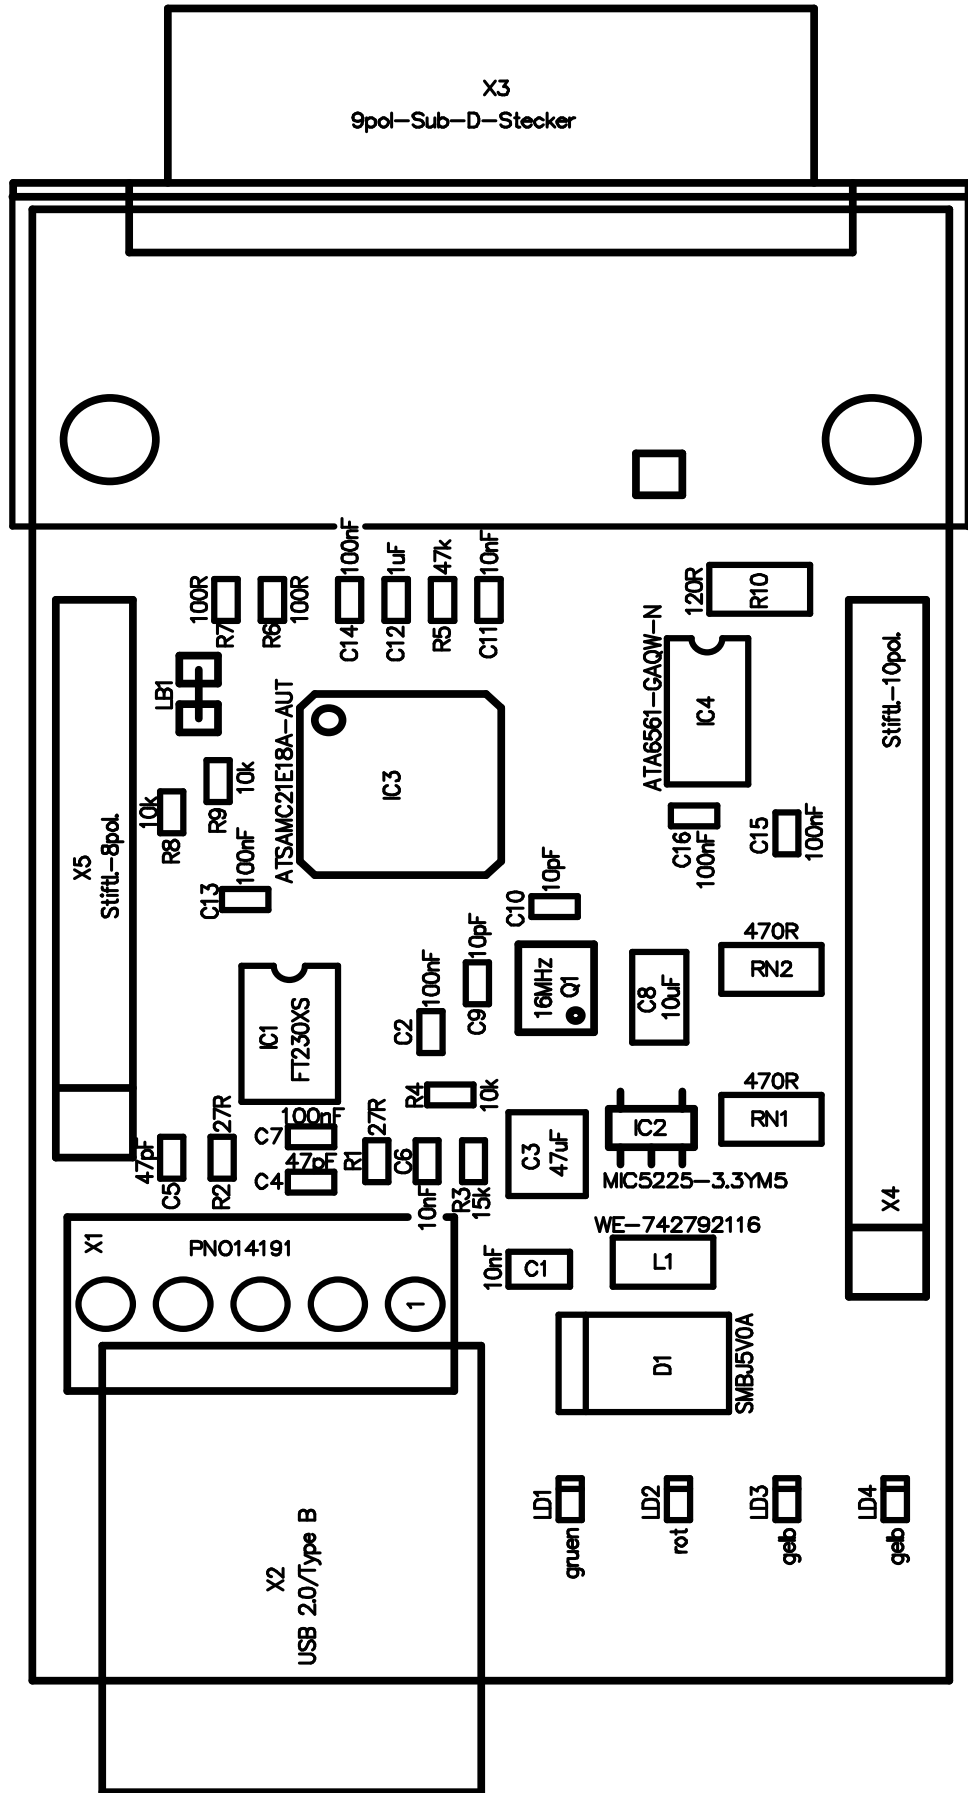 X3
9pol-Sub-D-Stecker
100R
R7
R6
100R
100nF
C14
1uF
C12
47k
R5
10nF
C11
120R
R10
LB1
ATSAMC21E18A-AUT
IC3
ATA6561-GAQW-N
IC4
Stiftl.-10pol.
10k
R8
R9
10k
X5
Stiftl.-8pol.
C13
100nF
C16
100nF
C15
100nF
C10
10pF
10pF
C9
16MHz
Q1
C8
10uF
470R
RN2
IC1
FT230XS
C2
100nF
R4
10k
470R
RN1
47pF
C5
27R
R2
100nF
C7
47pF
C4
R1
27R
C6
10nF
R3
15k
C3
47uF
IC2
MIC5225-3.3YM5
X4
X1
PN014191
1
10nF
C1
WE-742792116
L1
D1
SMBJ5V0A
LD1
gruen
LD2
rot
LD3
gelb
LD4
gelb
X2
USB 2.0/Type B